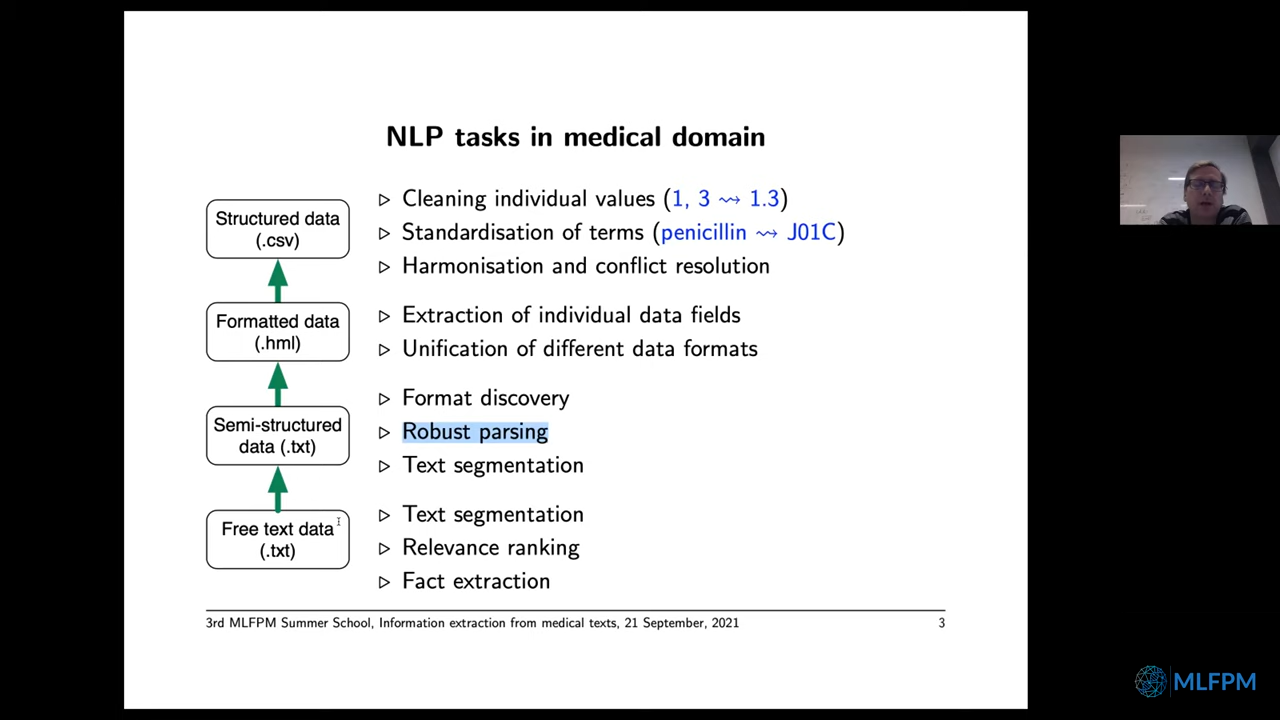 NLP tasks in medical domain
Structured data
(.csv)
▷ Cleaning individual values (1, 3 ⇝ 1.3)
▷ Standardisation of terms (penicillin ⇝ J01C)
▷ Harmonisation and conflict resolution
Formatted data
(.hml)
▷ Extraction of individual data fields
▷ Unification of different data formats
Semi-structured
data (.txt)
▷ Format discovery
▷ Robust parsing
▷ Text segmentation
Free text data
(.txt)
▷ Text segmentation
▷ Relevance ranking
▷ Fact extraction
3rd MLFPM Summer School, Information extraction from medical texts, 21 September, 2021
3
MLFPM